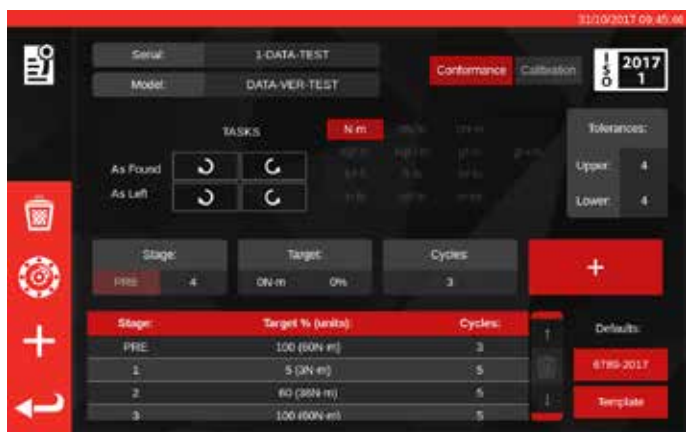 31/10/2017 09:45:46
Serial: 1-DATA-TEST
Model: DATA-VER-TEST
Conformance Calibration
ISO 2017 1
TASKS
N·m
As Found
As Left
Tolerances:
Upper: 4
Lower: 4
Stage: Target: Cycles:
PRE 4 0N·m 0% 3
+
Stage: Target % (units): Cycles:
PRE 100 (60N·m) 3
1 5 (3N·m) 5
2 60 (36N·m) 5
3 100 (60N·m) 5
Defaults:
6789-2017
Template